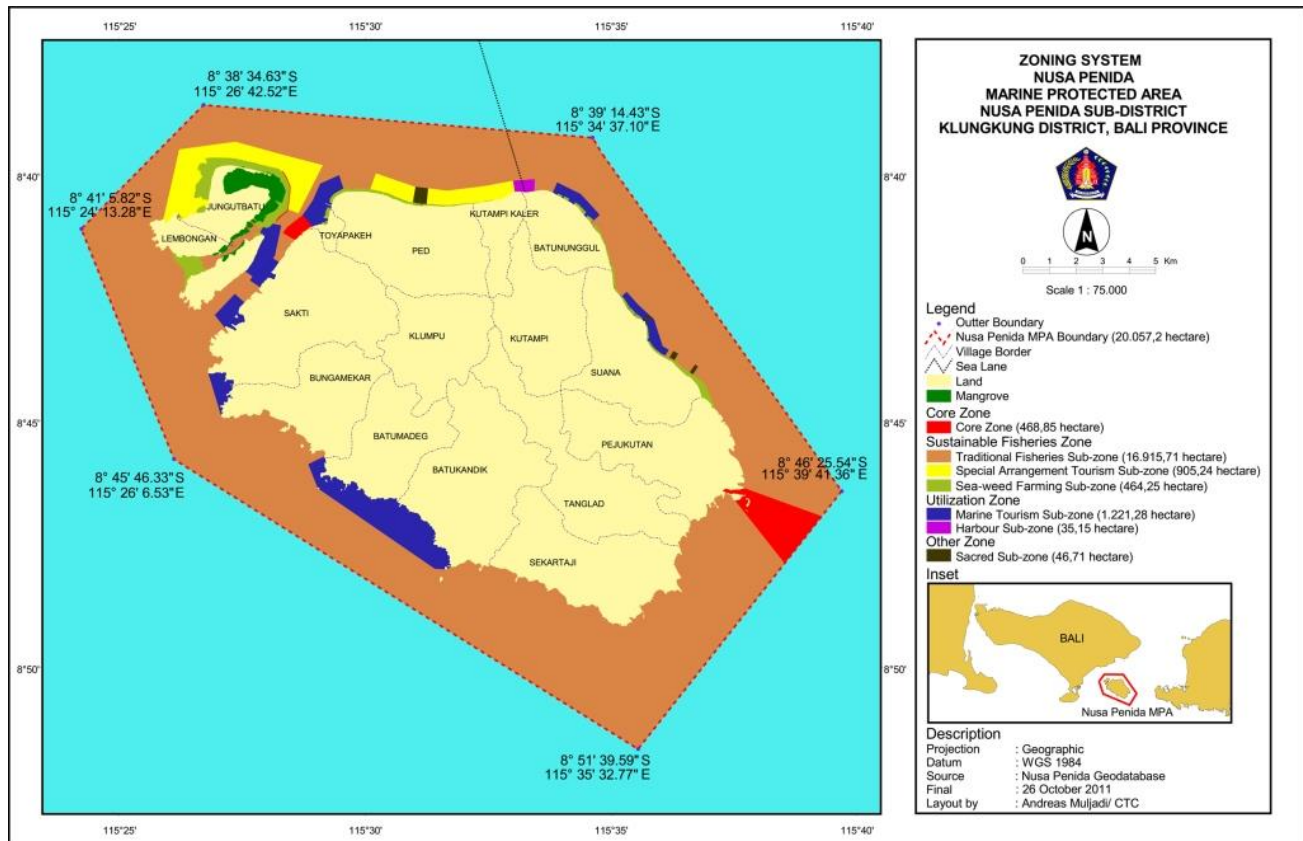 115°25'
115°30'
115°35'
115°40'
8° 38' 34.63" S
115° 26' 42.52" E
8° 39' 14.43" S
115° 34' 37.10" E
8°40'
8°40'
8° 41' 5.82" S
115° 24' 13.28" E
JUNGUTBATU
LEMBONGAN
TOYAPAKEH
PED
KUTAMPI KALER
BATUNUNGGUL
SAKTI
KLUMPU
KUTAMPI
SUANA
BUNGAMEKAR
8°45'
8°45'
BATUMADEG
PEJUKUTAN
BATUKANDIK
8° 46' 25.54" S
115° 39' 41.36" E
8° 45' 46.33" S
115° 26' 6.53" E
TANGLAD
SEKARTAJI
8°50'
8°50'
8° 51' 39.59" S
115° 35' 32.77" E
115°25'
115°30'
115°35'
115°40'
ZONING SYSTEM
NUSA PENIDA
MARINE PROTECTED AREA
NUSA PENIDA SUB-DISTRICT
KLUNGKUNG DISTRICT, BALI PROVINCE
N
0 1 2 3 4 5 Km
Scale 1 : 75.000
Legend
Outter Boundary
Nusa Penida MPA Boundary (20.057,2 hectare)
Village Border
Sea Lane
Land
Mangrove
Core Zone
Core Zone (468,85 hectare)
Sustainable Fisheries Zone
Traditional Fisheries Sub-zone (16.915,71 hectare)
Special Arrangement Tourism Sub-zone (905,24 hectare)
Sea-weed Farming Sub-zone (464,25 hectare)
Utilization Zone
Marine Tourism Sub-zone (1.221,28 hectare)
Harbour Sub-zone (35,15 hectare)
Other Zone
Sacred Sub-zone (46,71 hectare)
Inset
BALI
Nusa Penida MPA
Description
Projection : Geographic
Datum : WGS 1984
Source : Nusa Penida Geodatabase
Final : 26 October 2011
Layout by : Andreas Muljadi/ CTC